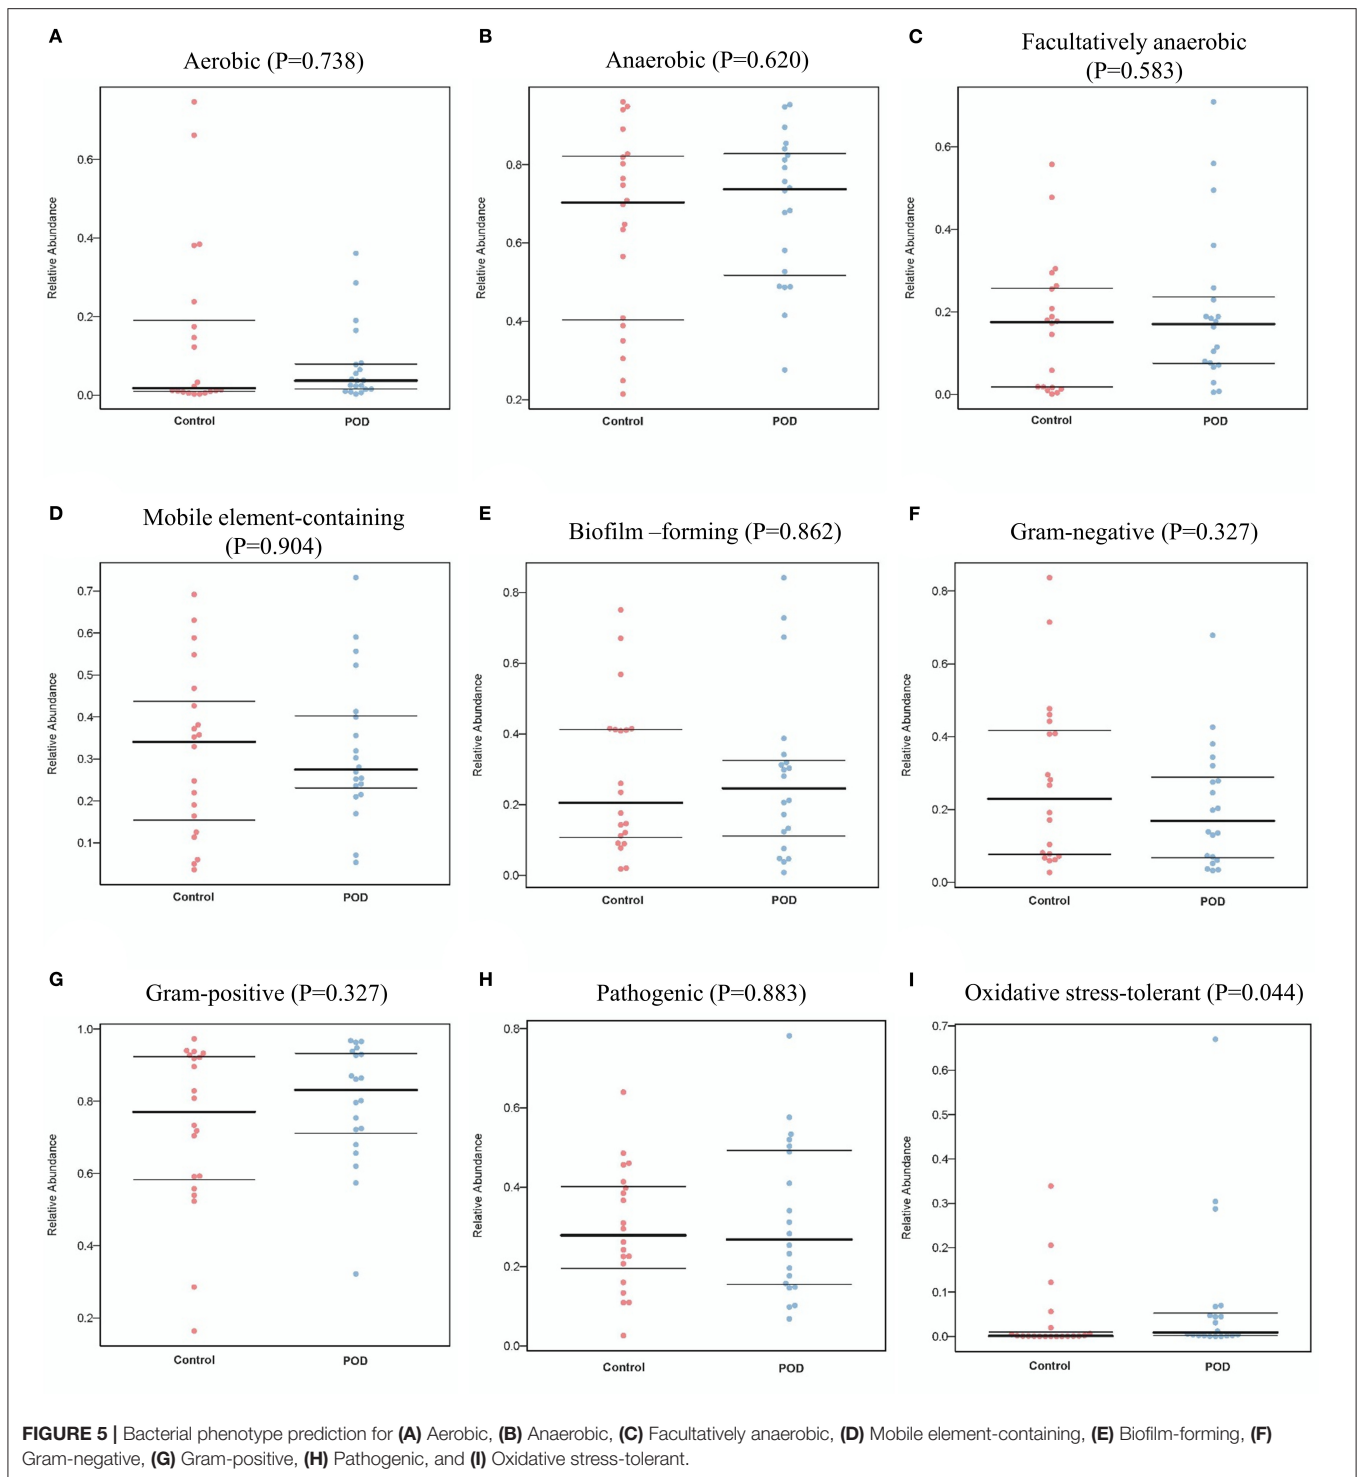 A
Aerobic (P=0.738)
Relative Abundance
0.6
0.4
0.2
0.0
Control
POD
B
Anaerobic (P=0.620)
Relative Abundance
0.8
0.6
0.4
0.2
Control
POD
C
Facultatively anaerobic
(P=0.583)
Relative Abundance
0.6
0.4
0.2
0.0
Control
POD
D
Mobile element-containing
(P=0.904)
Relative Abundance
0.7
0.6
0.5
0.4
0.3
0.2
0.1
Control
POD
E
Biofilm –forming (P=0.862)
Relative Abundance
0.8
0.6
0.4
0.2
0.0
Control
POD
F
Gram-negative (P=0.327)
Relative Abundance
0.8
0.6
0.4
0.2
0.0
Control
POD
G
Gram-positive (P=0.327)
Relative Abundance
1.0
0.8
0.6
0.4
0.2
Control
POD
H
Pathogenic (P=0.883)
Relative Abundance
0.8
0.6
0.4
0.2
0.0
Control
POD
I
Oxidative stress-tolerant (P=0.044)
Relative Abundance
0.7
0.6
0.5
0.4
0.3
0.2
0.1
0.0
Control
POD
FIGURE 5 | Bacterial phenotype prediction for (A) Aerobic, (B) Anaerobic, (C) Facultatively anaerobic, (D) Mobile element-containing, (E) Biofilm-forming, (F)
Gram-negative, (G) Gram-positive, (H) Pathogenic, and (I) Oxidative stress-tolerant.